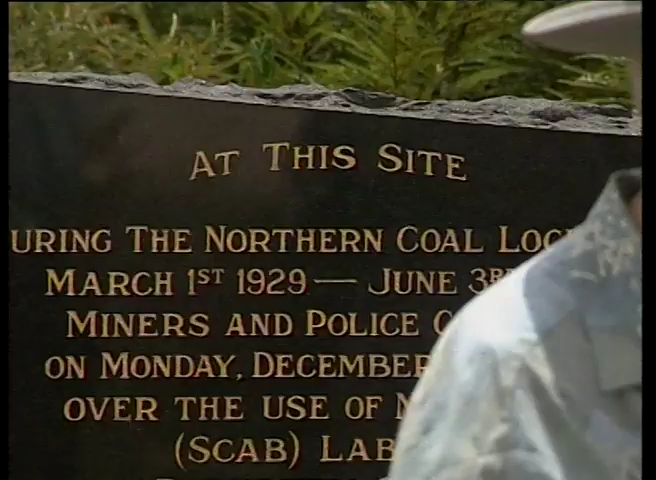 AT THIS SITE
URING THE NORTHERN COAL LOC
MARCH 1ST 1929 — JUNE 3R
MINERS AND POLICE C
ON MONDAY, DECEMBER
OVER THE USE OF N
(SCAB) LAB